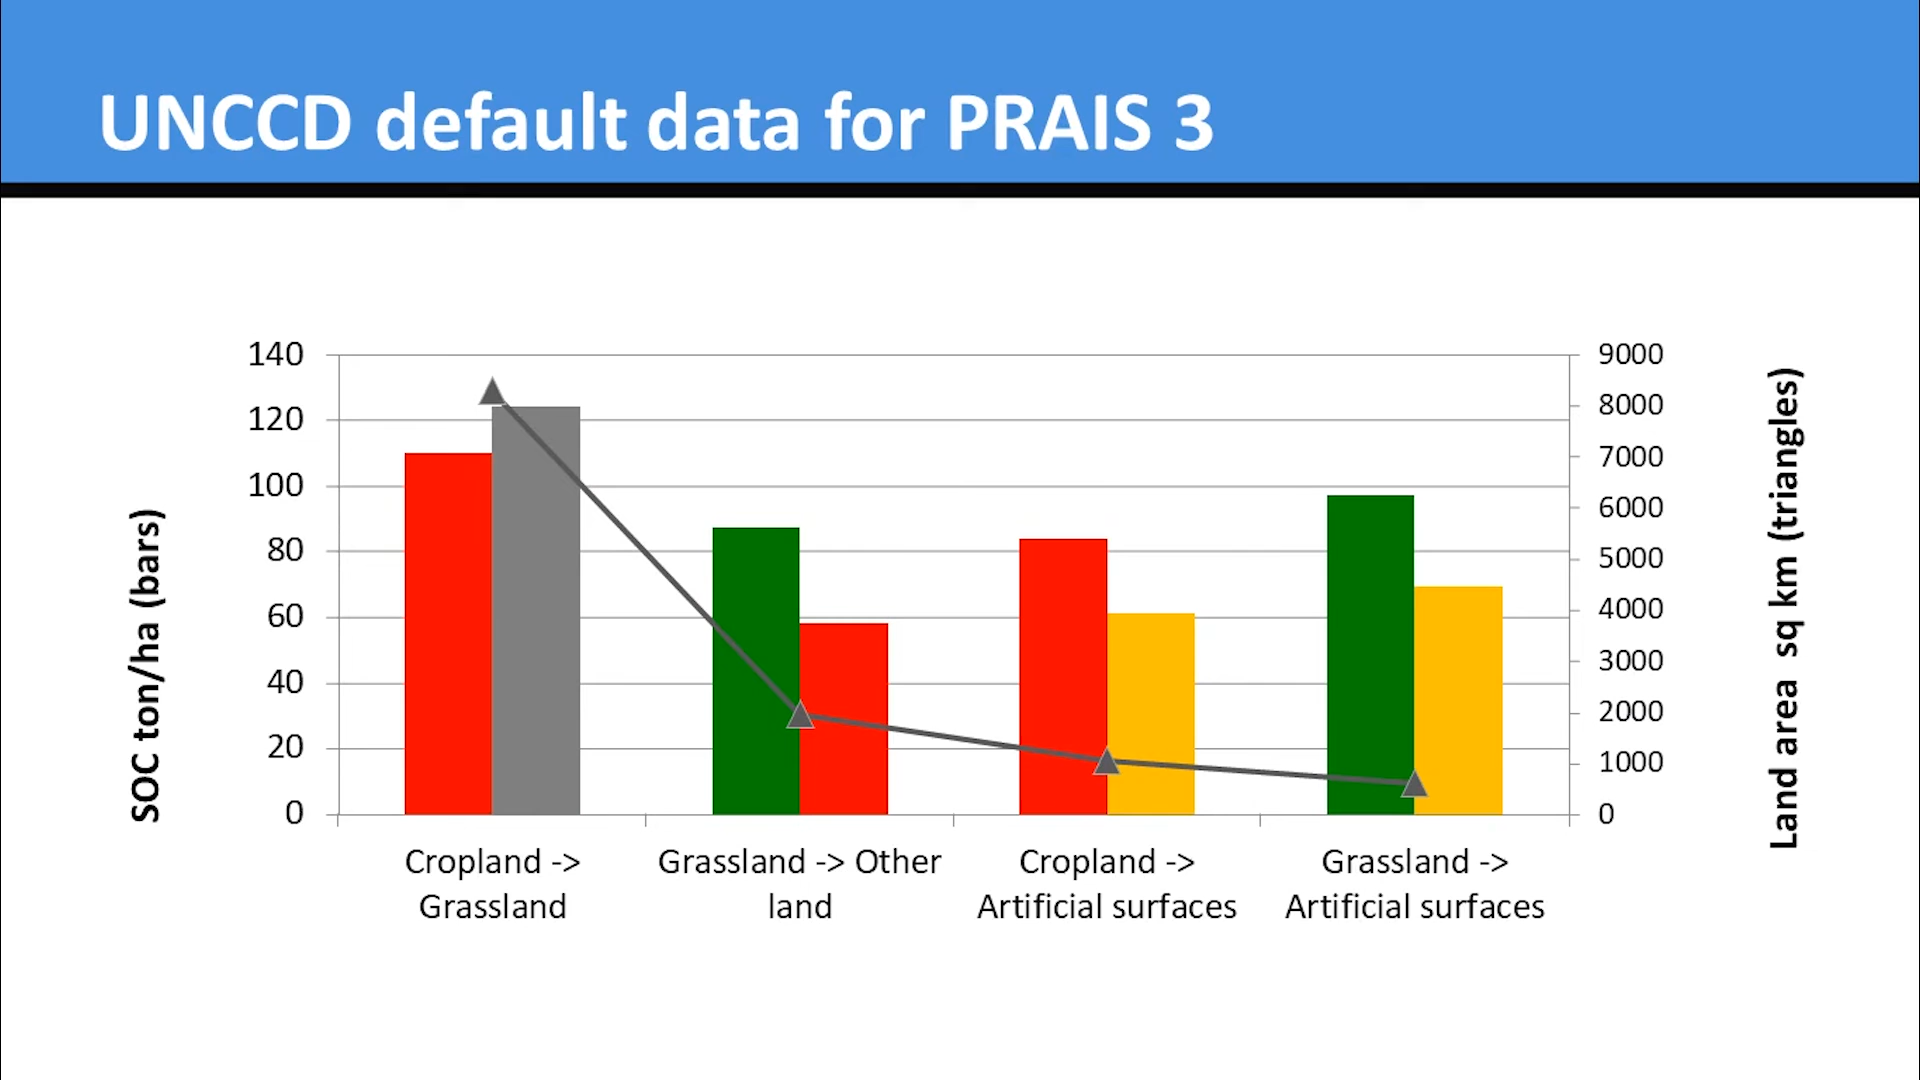 UNCCD default data for PRAIS 3
SOC ton/ha (bars)
140
120
100
80
60
40
20
0
9000
8000
7000
6000
5000
4000
3000
2000
1000
0
Land area sq km (triangles)
Cropland ->
Grassland
Grassland -> Other
land
Cropland ->
Artificial surfaces
Grassland ->
Artificial surfaces